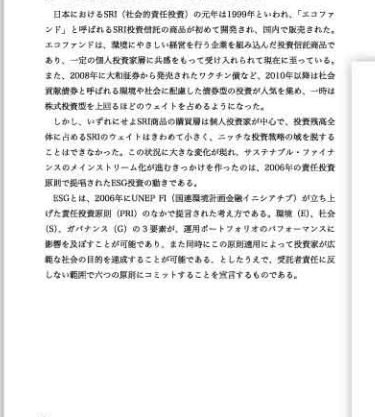 日本におけるSRI（社会的責任投資）の元年は1999年といわれ、「エコファ
ンド」と呼ばれるSRI投資信託の商品が初めて開発され、国内で販売された。
エコファンドは、環境にやさしい経営を行う企業を組み込んだ投資信託商品で
あり、一定の個人投資家層に共感をもって受け入れられて現在に至っている。
また、2008年に大和証券から発売されたワクチン債など、2010年以降は社会
貢献債券と呼ばれる環境や社会に配慮した債券型の投資が人気を集め、一時は
株式投資型を上回るほどのウェイトを占めるようになった。
しかし、いずれにせよSRI商品の購買層は個人投資家が中心で、投資残高全
体に占めるSRIのウェイトはきわめて小さく、ニッチな投資戦略の域を脱する
ことはできなかった。この状況に大きな変化が現れ、サステナブル・ファイナ
ンスのメインストリーム化が進むきっかけを作ったのは、2006年の責任投資
原則で提唱されたESG投資の動きである。
ESGとは、2006年にUNEP FI（国連環境計画金融イニシアチブ）が立ち上
げた責任投資原則（PRI）のなかで提言された考え方である。環境（E）、社会
（S）、ガバナンス（G）の３要素が、運用ポートフォリオのパフォーマンスに
影響を及ぼすことが可能であり、また同時にこの原則適用によって投資家が広
範な社会の目的を達成することが可能である、としたうえで、受託者責任に反
しない範囲で六つの原則にコミットすることを宣言するものである。